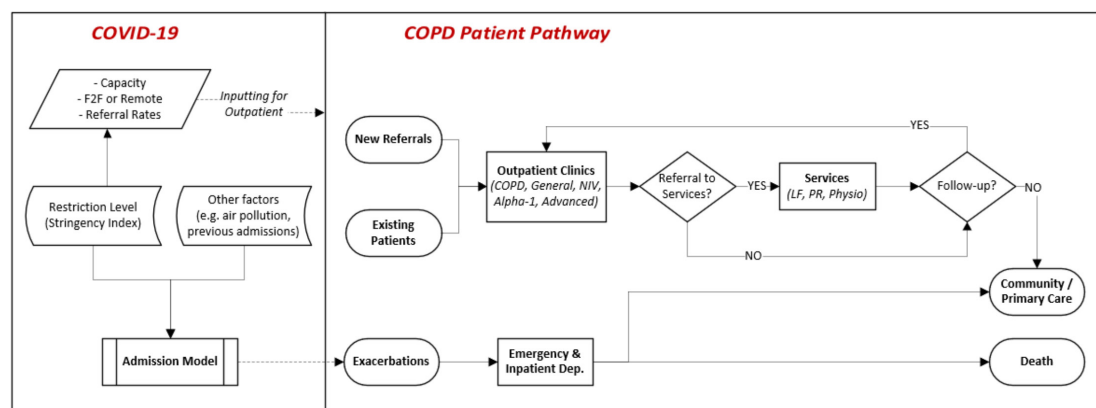 COVID-19
COPD Patient Pathway
- Capacity
- F2F or Remote
- Referral Rates
Inputting for
Outpatient
Restriction Level
(Stringency Index)
Other factors
(e.g. air pollution,
previous admissions)
Admission Model
New Referrals
Existing
Patients
Outpatient Clinics
(COPD, General, NIV,
Alpha-1, Advanced)
Referral to
Services?
YES
NO
Services
(LF, PR, Physio)
YES
Follow-up?
NO
Community /
Primary Care
Exacerbations
Emergency &
Inpatient Dep.
Death